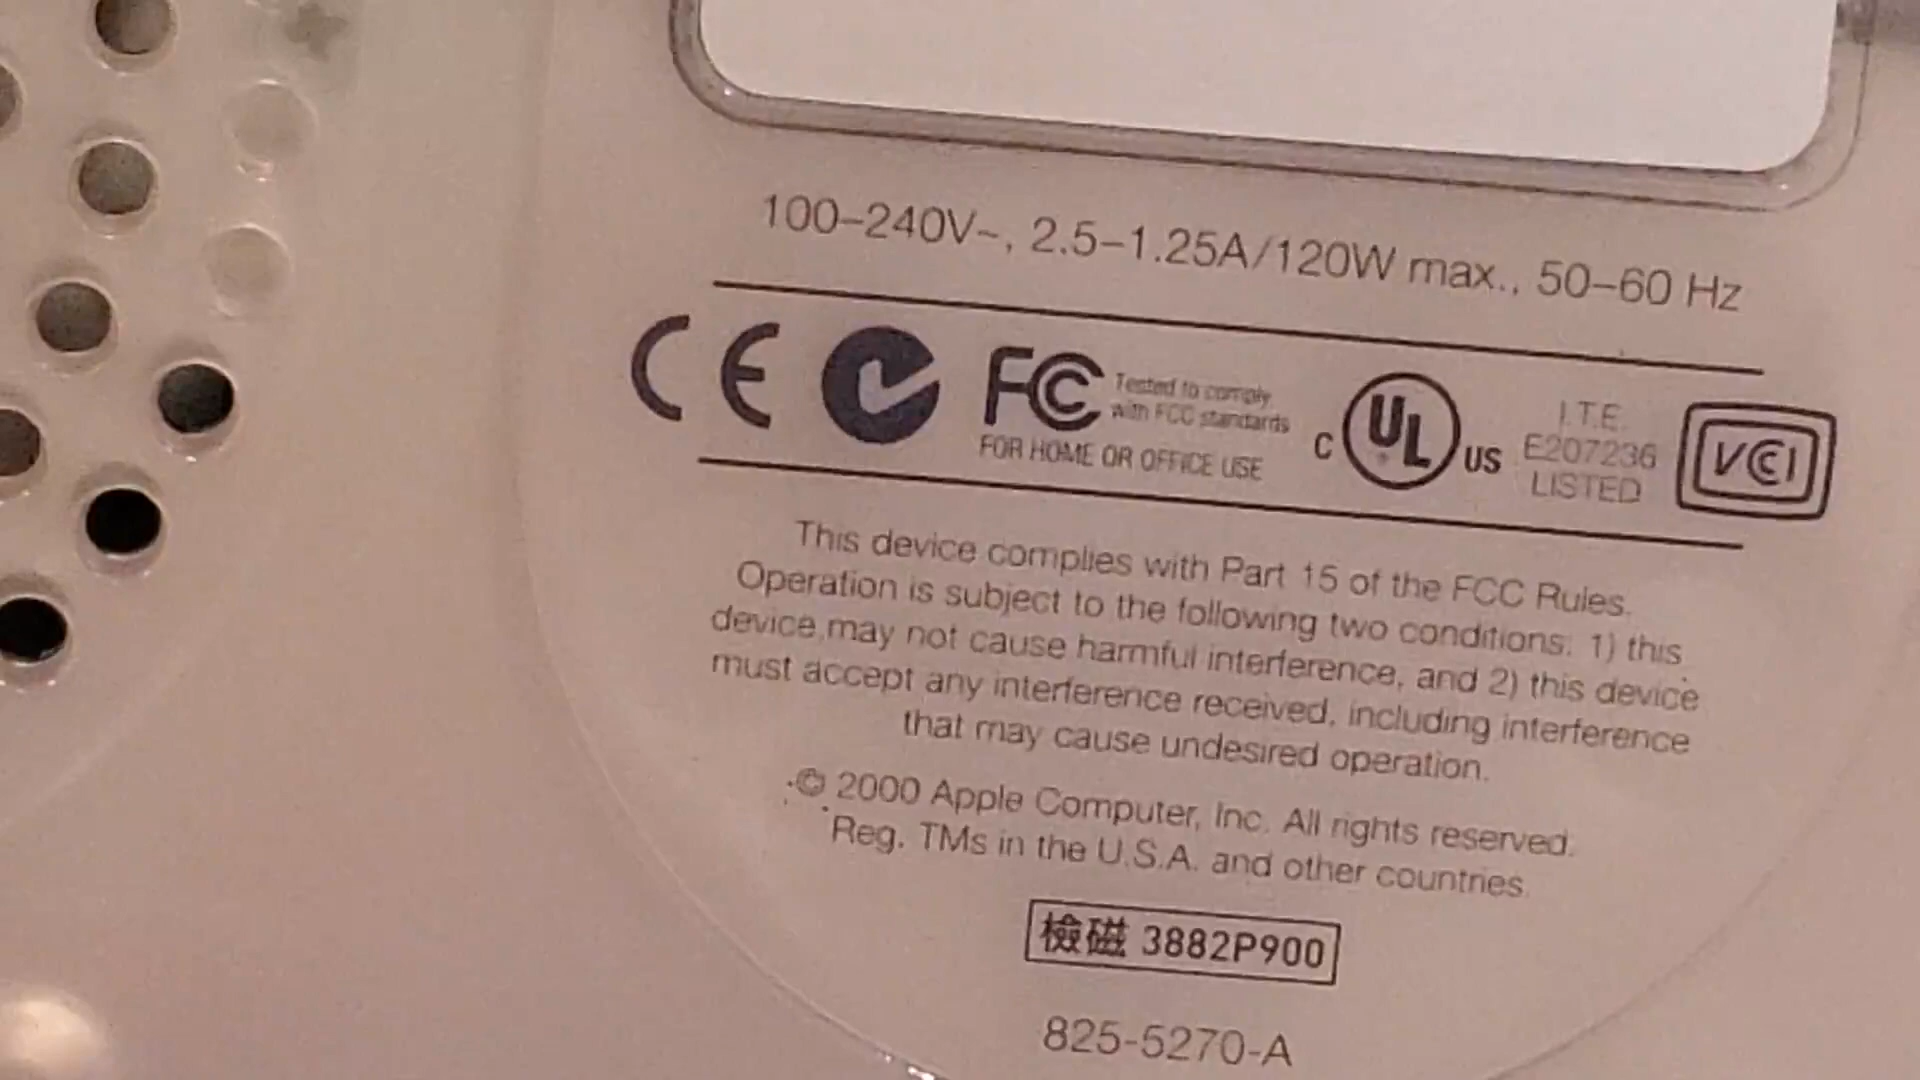 100–240V~, 2.5–1.25A/120W max., 50–60 Hz
CE FC Tested to comply
with FCC standards
FOR HOME OR OFFICE USE
C UL US
I.T.E.
E207236
LISTED
VCCI
This device complies with Part 15 of the FCC Rules.
Operation is subject to the following two conditions: 1) this
device may not cause harmful interference, and 2) this device
must accept any interference received, including interference
that may cause undesired operation.
© 2000 Apple Computer, Inc. All rights reserved.
Reg. TMs in the U.S.A. and other countries.
檢磁 3882P900
825-5270-A